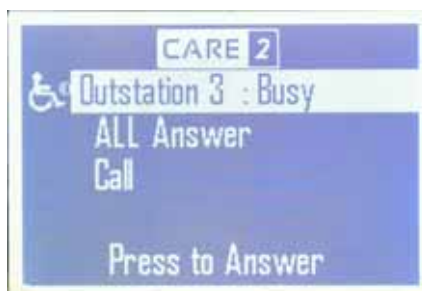 CARE 2
Outstation 3 : Busy
ALL Answer
Call
Press to Answer